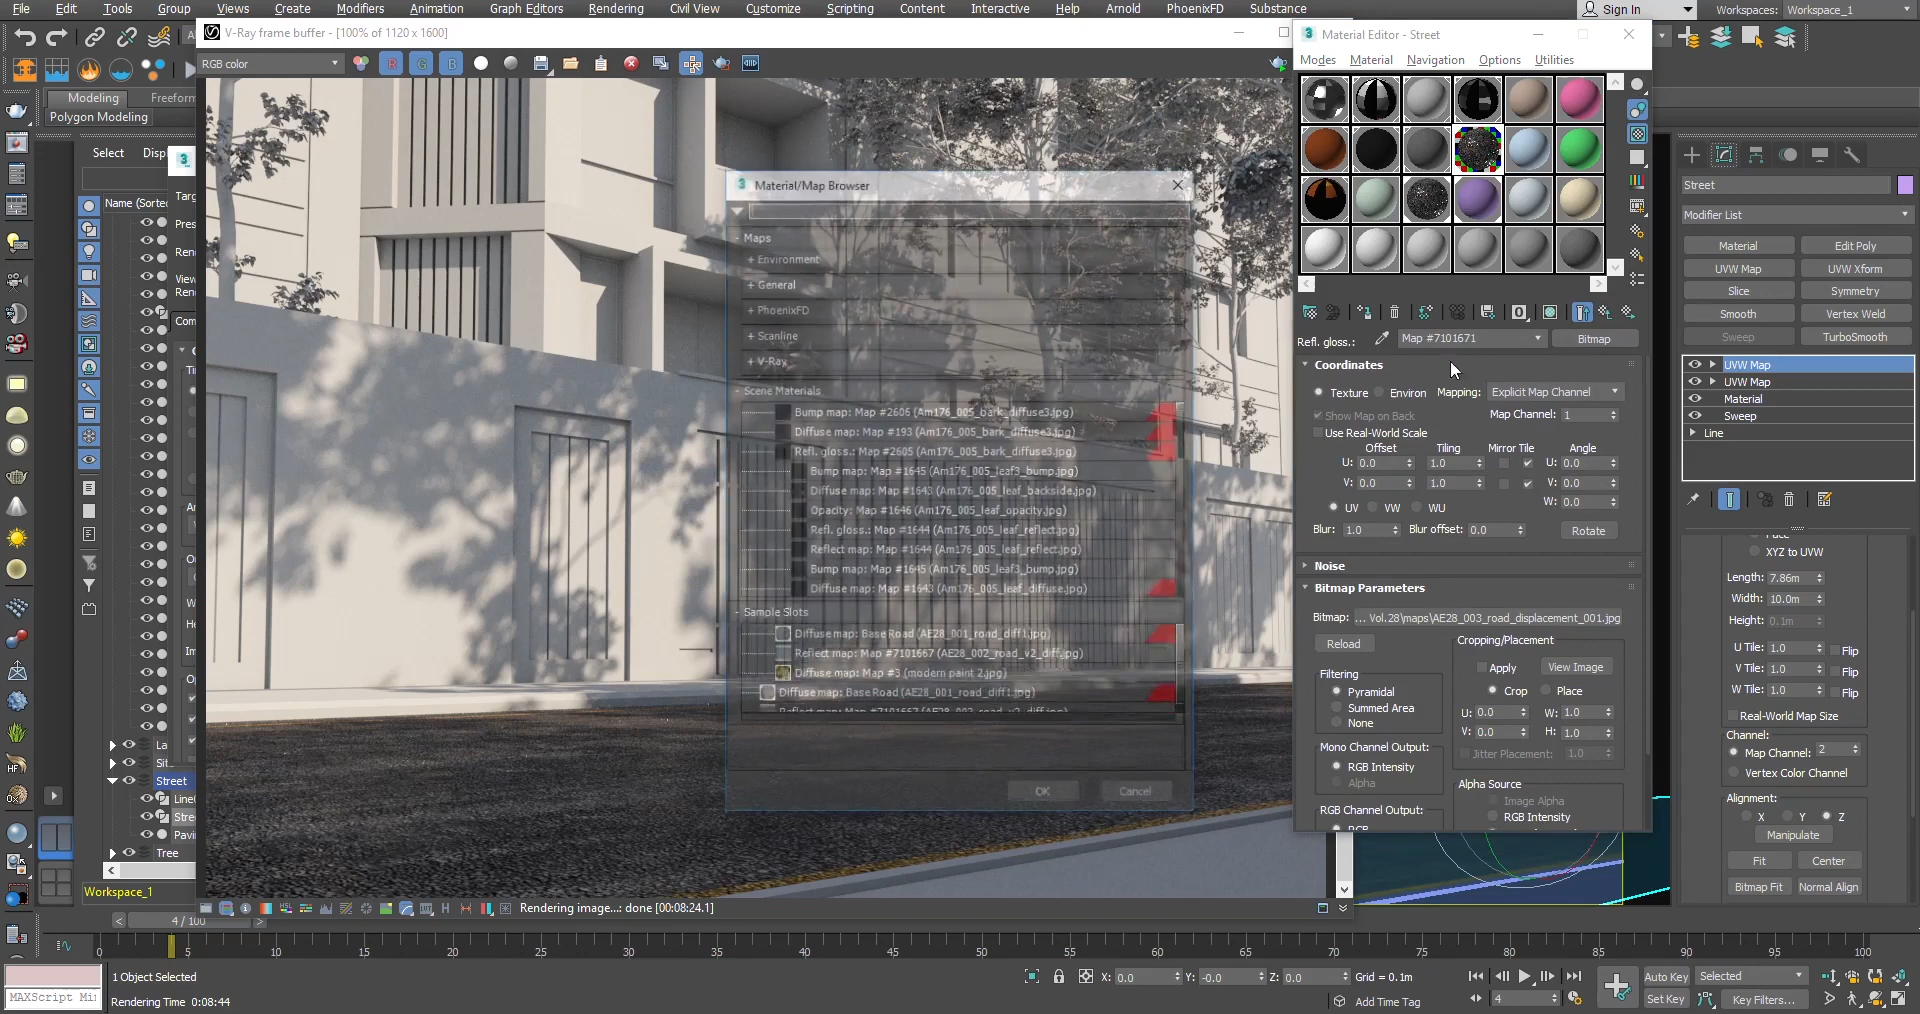 File Edit Tools Group Views Create Modifiers Animation Graph Editors Rendering Civil View Customize Scripting Content Interactive Help Arnold PhoenixFD Substance Sign In Workspaces: Workspace_1
V-Ray frame buffer - [100% of 1120 x 1600]
RGB color
Modeling Freeform
Polygon Modeling
Select
Name (Sorte
Material Editor - Street
Modes Material Navigation Options Utilities
Refl. gloss.: Map #7101671 Bitmap
Coordinates
Texture Environ Mapping: Explicit Map Channel
Show Map on Back Map Channel: 1
Use Real-World Scale
Offset Tiling Mirror Tile Angle
U: 0.0 1.0 U: 0.0
V: 0.0 1.0 V: 0.0
W: 0.0
UV VW WU
Blur: 1.0 Blur offset: 0.0 Rotate
Noise
Bitmap Parameters
Bitmap: ... Vol.28\maps\AE28_003_road_displacement_001.jpg
Reload Cropping/Placement
Apply View Image
Filtering
Pyramidal Crop Place
Summed Area
None
U: 0.0 W: 1.0
V: 0.0 H: 1.0
Mono Channel Output: Jitter Placement: 1.0
RGB Intensity
Alpha
Alpha Source
Image Alpha
RGB Channel Output: RGB Intensity
RGB
Material/Map Browser
- Maps
+ Environment
+ General
+ PhoenixFD
+ Scanline
+ V-Ray
- Scene Materials
Bump map: Map #2606 (Am176_005_bark_diffuse3.jpg)
Diffuse map: Map #193 (Am176_005_bark_diffuse3.jpg)
Refl. gloss.: Map #2605 (Am176_005_bark_diffuse3.jpg)
Bump map: Map #1645 (Am176_005_leaf3_bump.jpg)
Diffuse map: Map #1643 (Am176_005_leaf_backside.jpg)
Opacity: Map #1646 (Am176_005_leaf_opacity.jpg)
Refl. gloss.: Map #1644 (Am176_005_leaf_reflect.jpg)
Reflect map: Map #1644 (Am176_005_leaf_reflect.jpg)
Bump map: Map #1645 (Am176_005_leaf3_bump.jpg)
Diffuse map: Map #1643 (Am176_005_leaf_diffuse.jpg)
- Sample Slots
Diffuse map: Base Road (AE28_001_road_diff1.jpg)
Reflect map: Map #7101667 (AE28_002_road_v2_diff.jpg)
Diffuse map: Map #3 (modern paint 2.jpg)
Diffuse map: Base Road (AE28_001_road_diff1.jpg)
Reflect map: Map #7101667 (AE28_002_road_v2_diff.jpg)
OK Cancel
Street
Modifier List
Material Edit Poly
UVW Map UVW Xform
Slice Symmetry
Smooth Vertex Weld
Sweep TurboSmooth
UVW Map
UVW Map
Material
Sweep
Line
Face
XYZ to UVW
Length: 7.86m
Width: 10.0m
Height: 0.1m
U Tile: 1.0 Flip
V Tile: 1.0 Flip
W Tile: 1.0 Flip
Real-World Map Size
Channel:
Map Channel: 2
Vertex Color Channel
Alignment:
X Y Z
Manipulate
Fit Center
Bitmap Fit Normal Align
Street
Tree
Workspace_1
Rendering image...: done [00:08:24.1]
4 / 100
0 5 10 15 20 25 30 35 40 45 50 55 60 65 70 75 80 85 90 95 100
1 Object Selected
X: 0.0 Y: -0.0 Z: 0.0 Grid = 0.1m
Auto Key Selected
MAXScript Mi
Rendering Time 0:08:44
Add Time Tag
4
Set Key Key Filters...